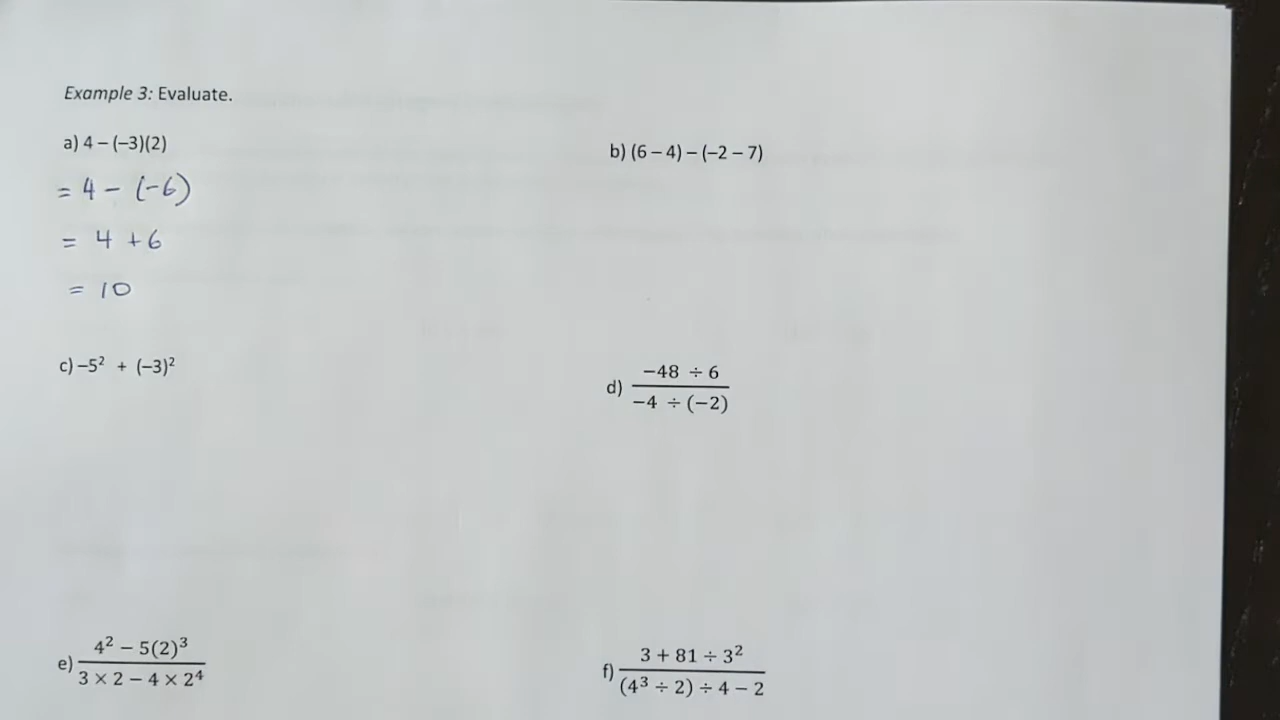 Example 3: Evaluate.
a) 4 – (–3)(2)
= 4 - (-6)
= 4 + 6
= 10
b) (6 – 4) – (–2 – 7)
c) –5² + (–3)²
d) −48 ÷ 6
−4 ÷ (−2)
e) 4² − 5(2)³
3 × 2 − 4 × 2⁴
f) 3 + 81 ÷ 3²
(4³ ÷ 2) ÷ 4 − 2